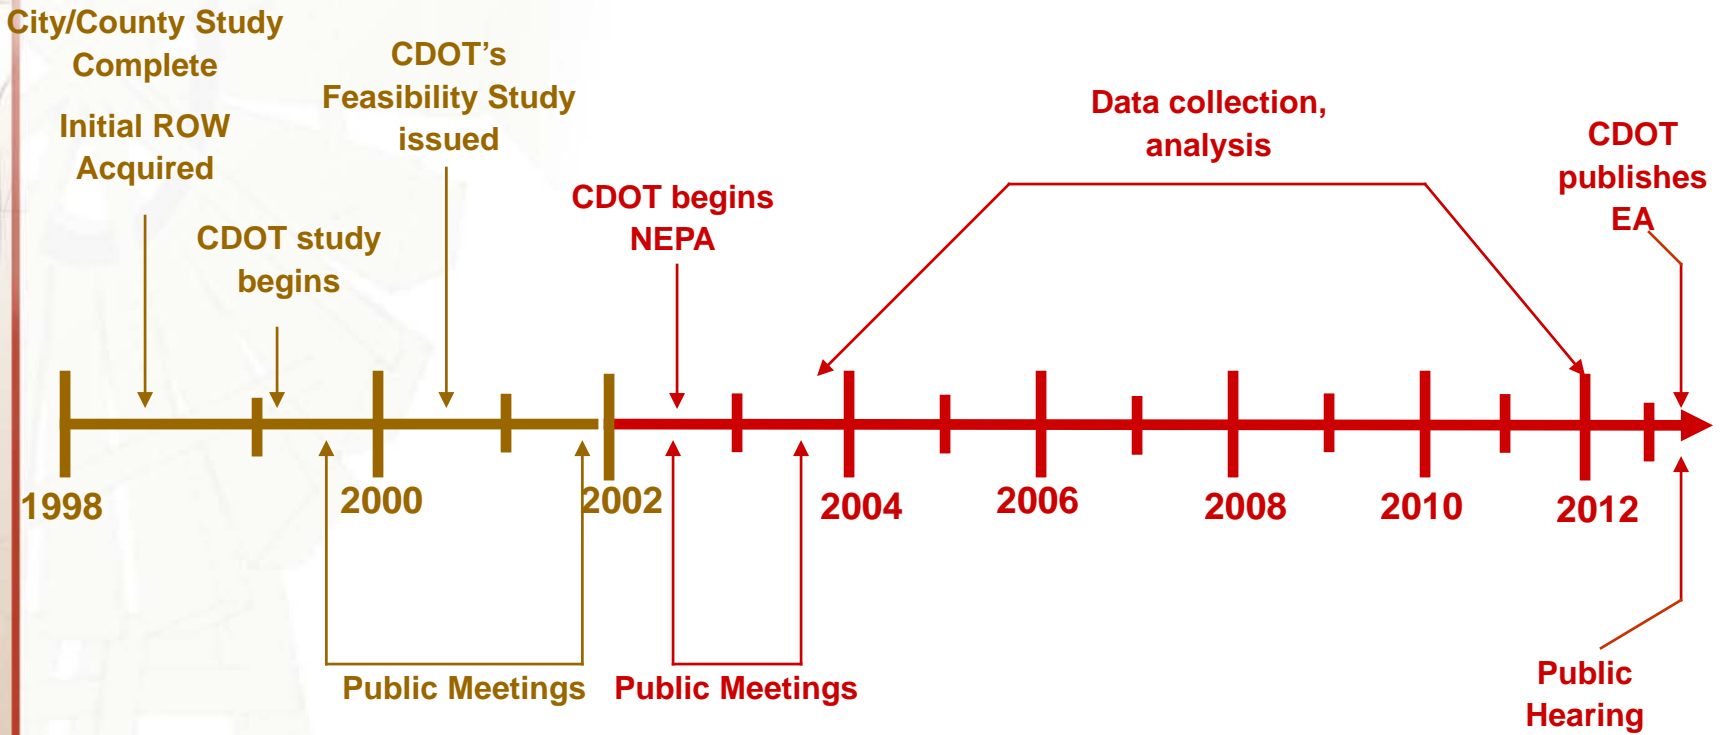 City/County Study
Complete
Initial ROW
Acquired
CDOT study
begins
CDOT’s
Feasibility Study
issued
CDOT begins
NEPA
Data collection,
analysis
CDOT
publishes
EA
1998
2000
2002
2004
2006
2008
2010
2012
Public Meetings
Public Meetings
Public
Hearing